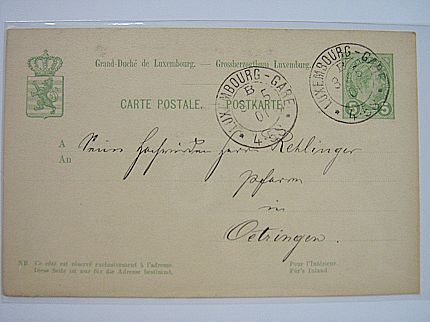 Grand-Duché de Luxembourg. — Grossherzogthum Luxemburg.
CARTE POSTALE. POSTKARTE.
LUXEMBOURG-GARE
01
LUXEMBOURG-GARE
5 5
A
An
Herrn Rehlinger
Pfarrer
in
Oetringen.
NB Ce côté est réservé exclusivement à l'adresse.
Diese Seite ist nur für die Adresse bestimmt.
Pour l'Intérieur.
Für's Inland